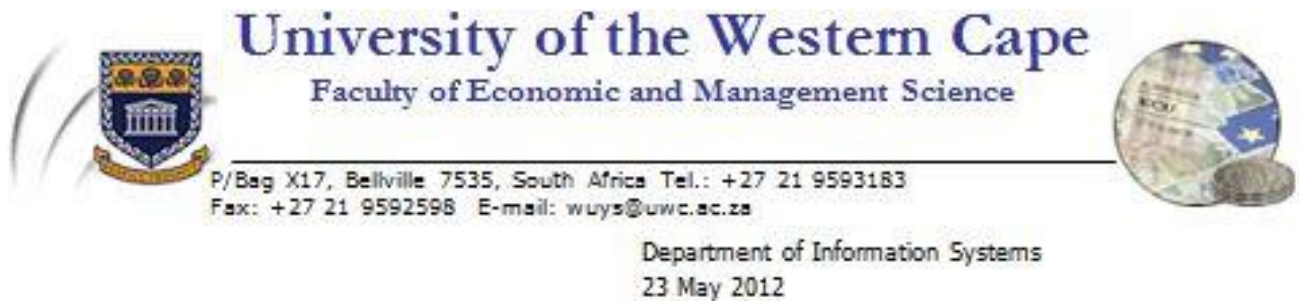 University of the Western Cape
Faculty of Economic and Management Science
P/Bag X17, Bellville 7535, South Africa Tel.: +27 21 9593183
Fax: +27 21 9592598 E-mail: wuys@uwc.ac.za
Department of Information Systems
23 May 2012